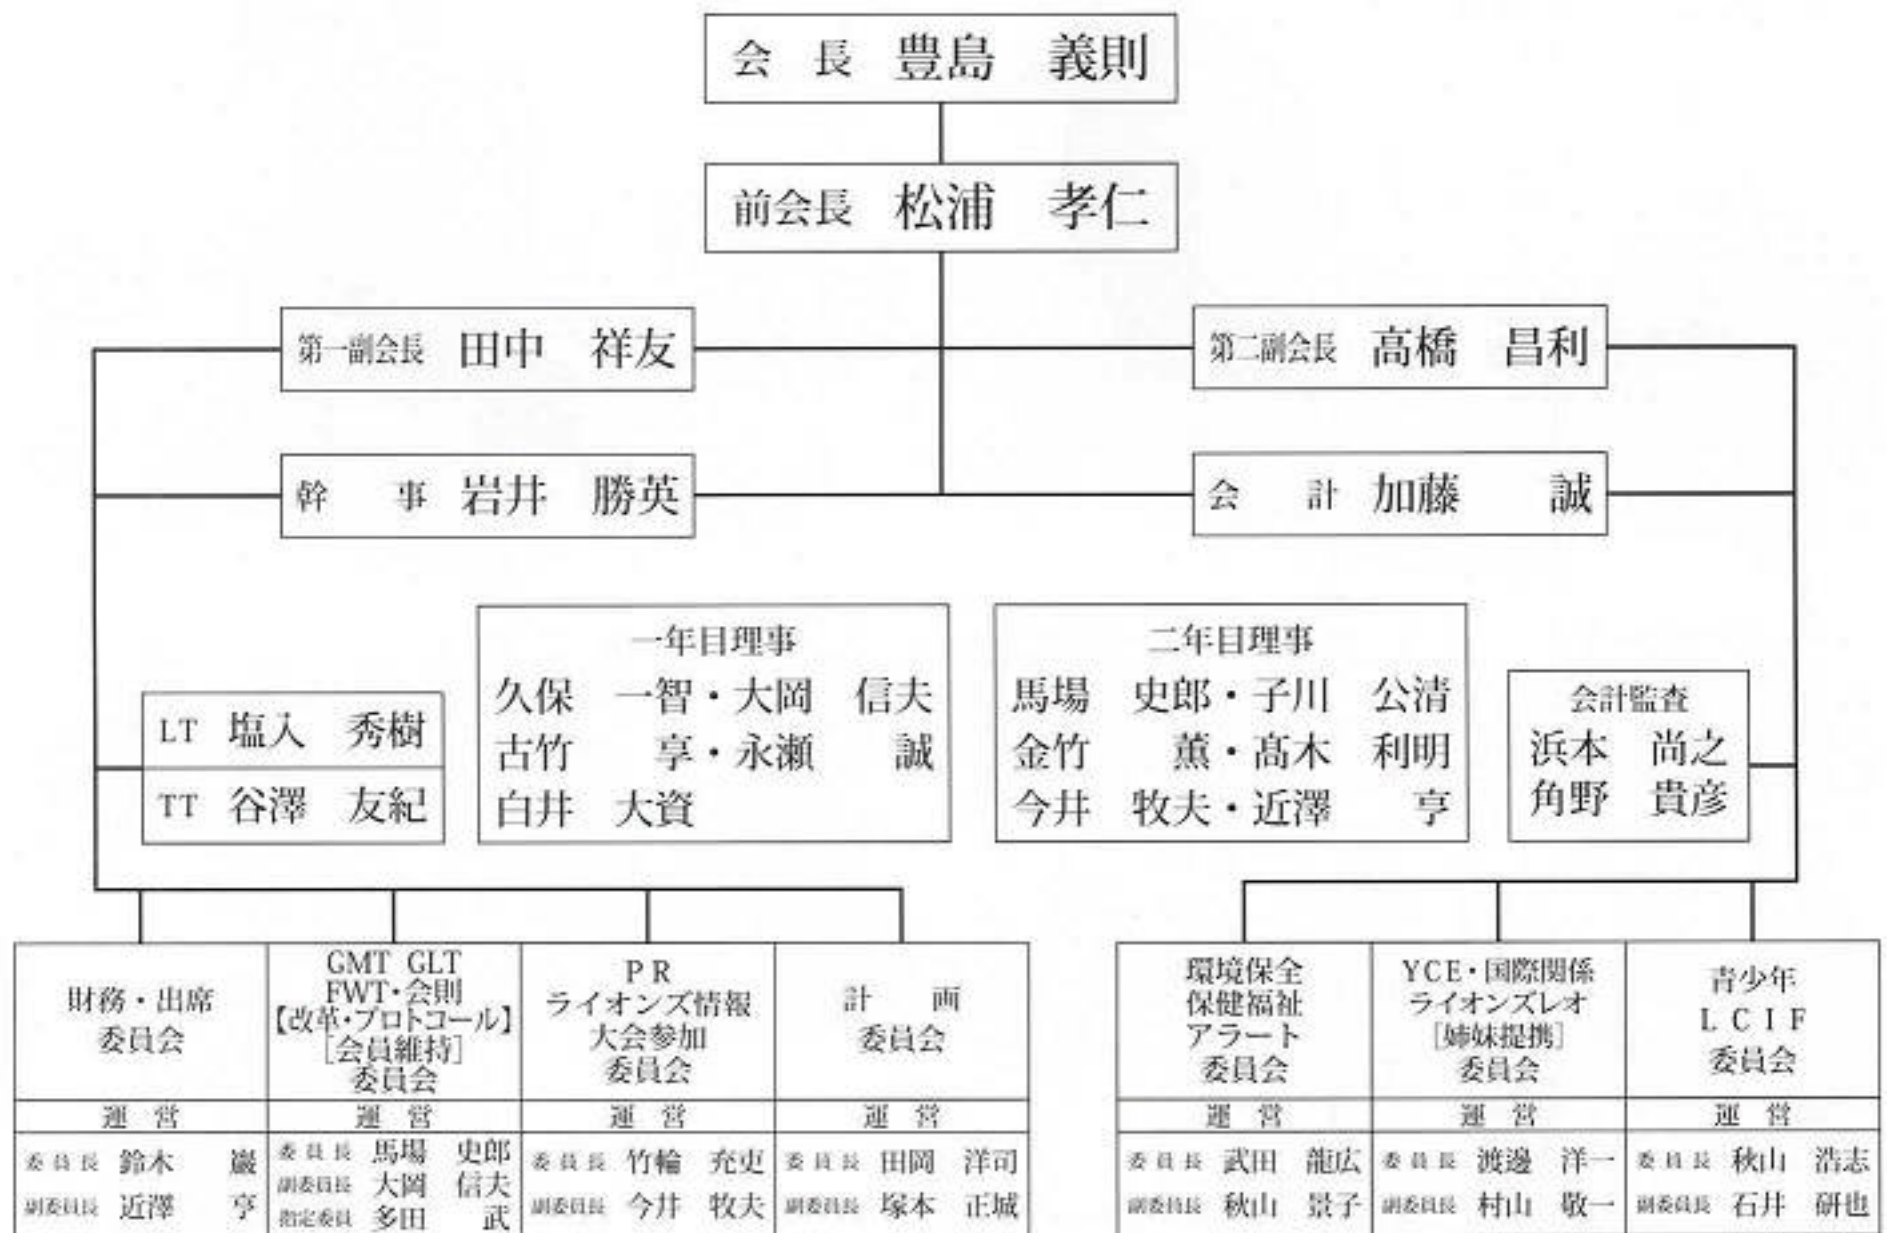 会 長 豊島 義則
前会長 松浦 孝仁
第一副会長 田中 祥友
第二副会長 高橋 昌利
幹 事 岩井 勝英
会 計 加藤 誠
LT 塩入 秀樹
TT 谷澤 友紀
一年目理事
久保 一智・大岡 信夫
古竹 享・永瀬 誠
白井 大資
二年目理事
馬場 史郎・子川 公清
金竹 薫・髙木 利明
今井 牧夫・近澤 亨
会計監査
浜本 尚之
角野 貴彦
財務・出席
委員会
運 営
委員長 鈴木 巌
副委員長 近澤 亨
GMT GLT
FWT・会則
【改革・プロトコール】
[会員維持]
委員会
運 営
委員長 馬場 史郎
副委員長 大岡 信夫
指定委員 多田 武
PR
ライオンズ情報
大会参加
委員会
運 営
委員長 竹輪 充吏
副委員長 今井 牧夫
計 画
委員会
運 営
委員長 田岡 洋司
副委員長 塚本 正城
環境保全
保健福祉
アラート
委員会
運 営
委員長 武田 龍広
副委員長 秋山 景子
YCE・国際関係
ライオンズレオ
[姉妹提携]
委員会
運 営
委員長 渡邊 洋一
副委員長 村山 敬一
青少年
LCIF
委員会
運 営
委員長 秋山 浩志
副委員長 石井 研也